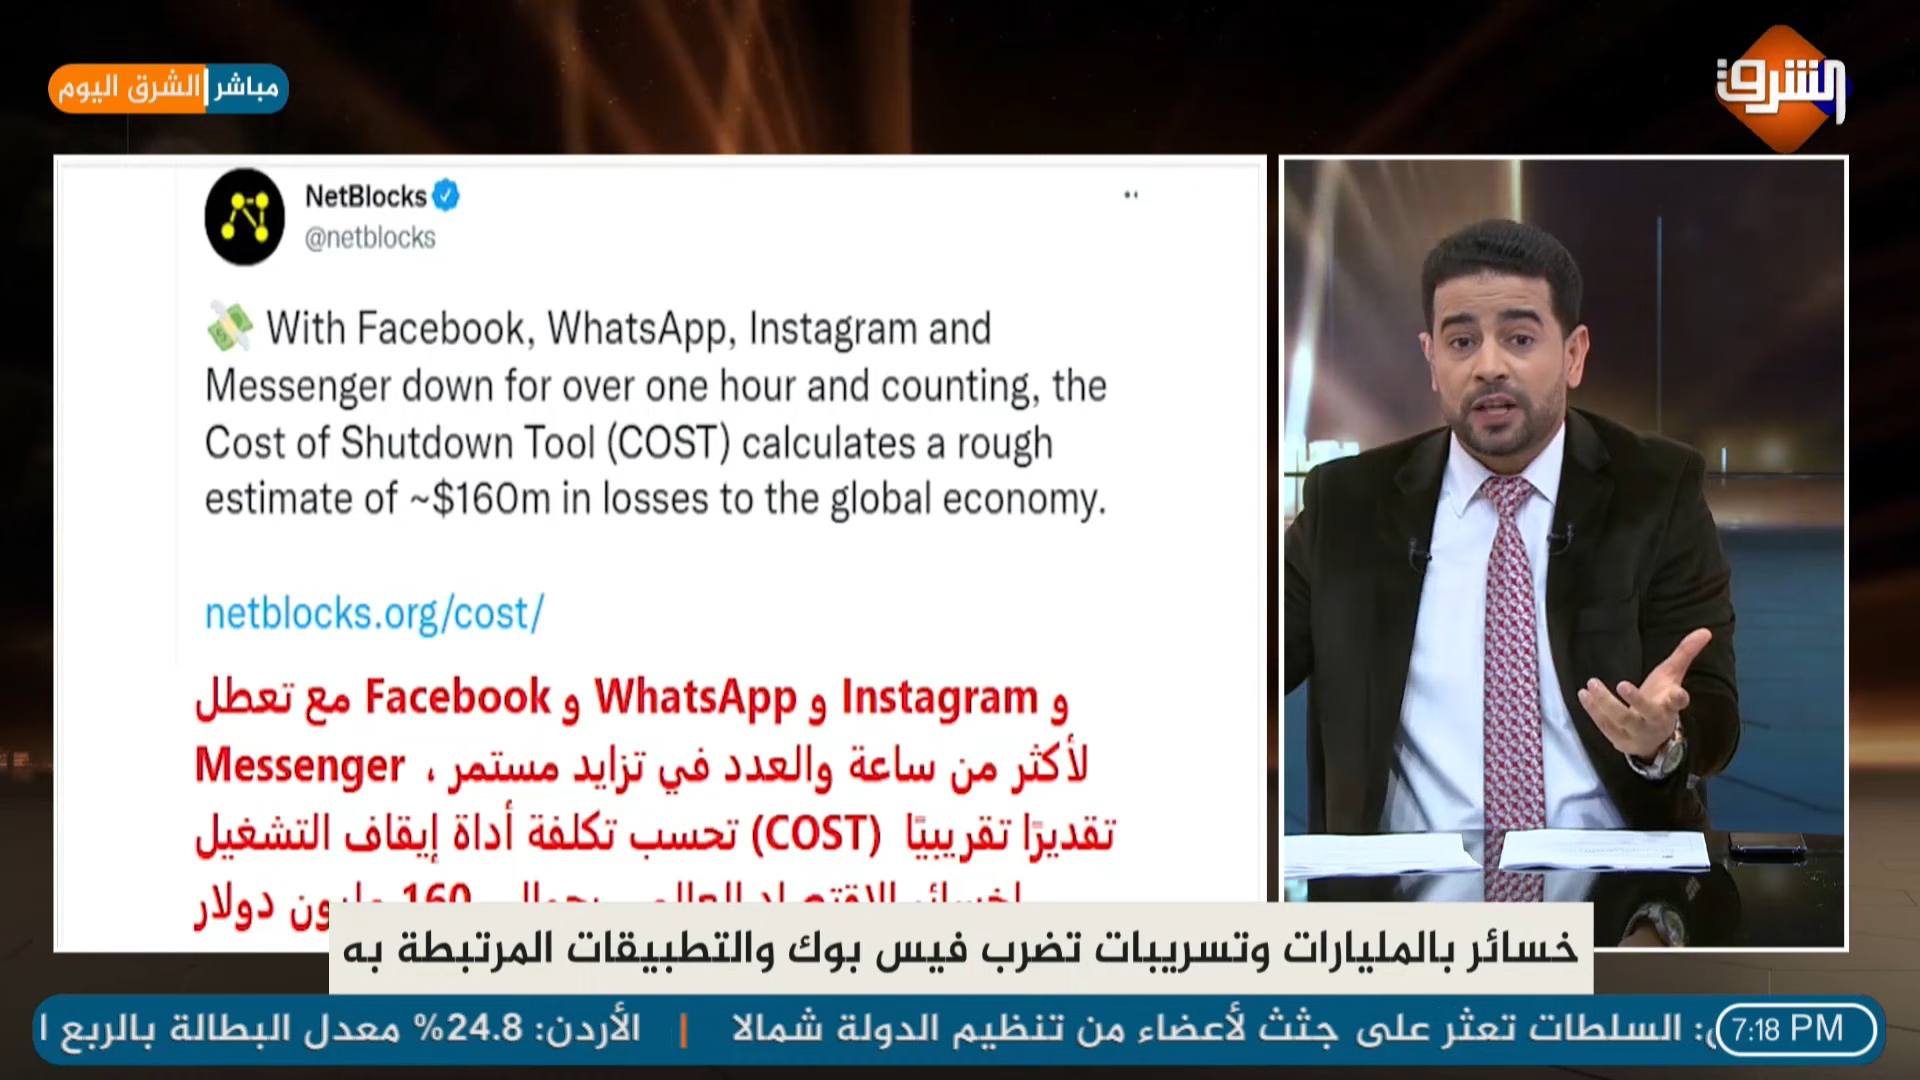 مباشر الشرق اليوم
الشرق
NetBlocks
@netblocks
With Facebook, WhatsApp, Instagram and
Messenger down for over one hour and counting, the
Cost of Shutdown Tool (COST) calculates a rough
estimate of ~$160m in losses to the global economy.
netblocks.org/cost/
مع تعطل Facebook و WhatsApp و Instagram و
Messenger ، لأكثر من ساعة والعدد في تزايد مستمر
تحسب تكلفة أداة إيقاف التشغيل (COST) تقديرًا تقريبيًا
160 دولار
خسائر بالمليارات وتسريبات تضرب فيس بوك والتطبيقات المرتبطة به
السلطات تعثر على جثث لأعضاء من تنظيم الدولة شمالا | الأردن: 24.8% معدل البطالة بالربع
7:18 PM